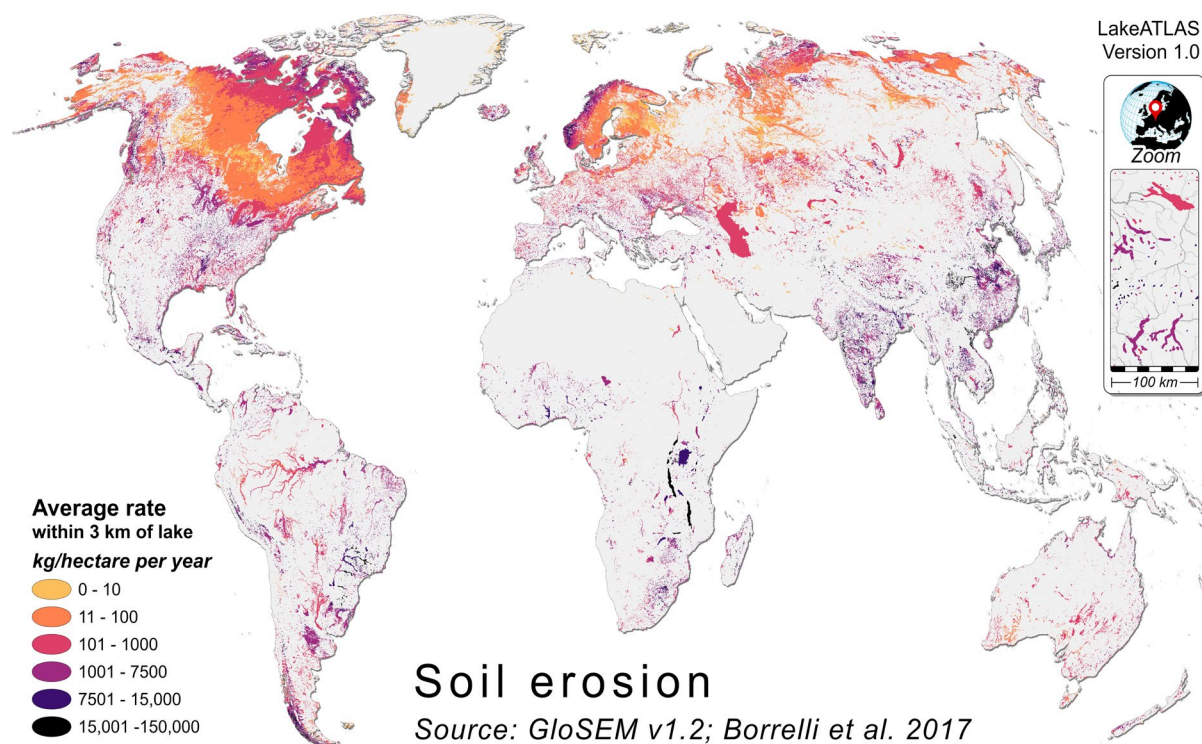 LakeATLAS
Version 1.0
Zoom
100 km
Average rate
within 3 km of lake
kg/hectare per year
0 - 10
11 - 100
101 - 1000
1001 - 7500
7501 - 15,000
15,001 -150,000
Soil erosion
Source: GloSEM v1.2; Borrelli et al. 2017